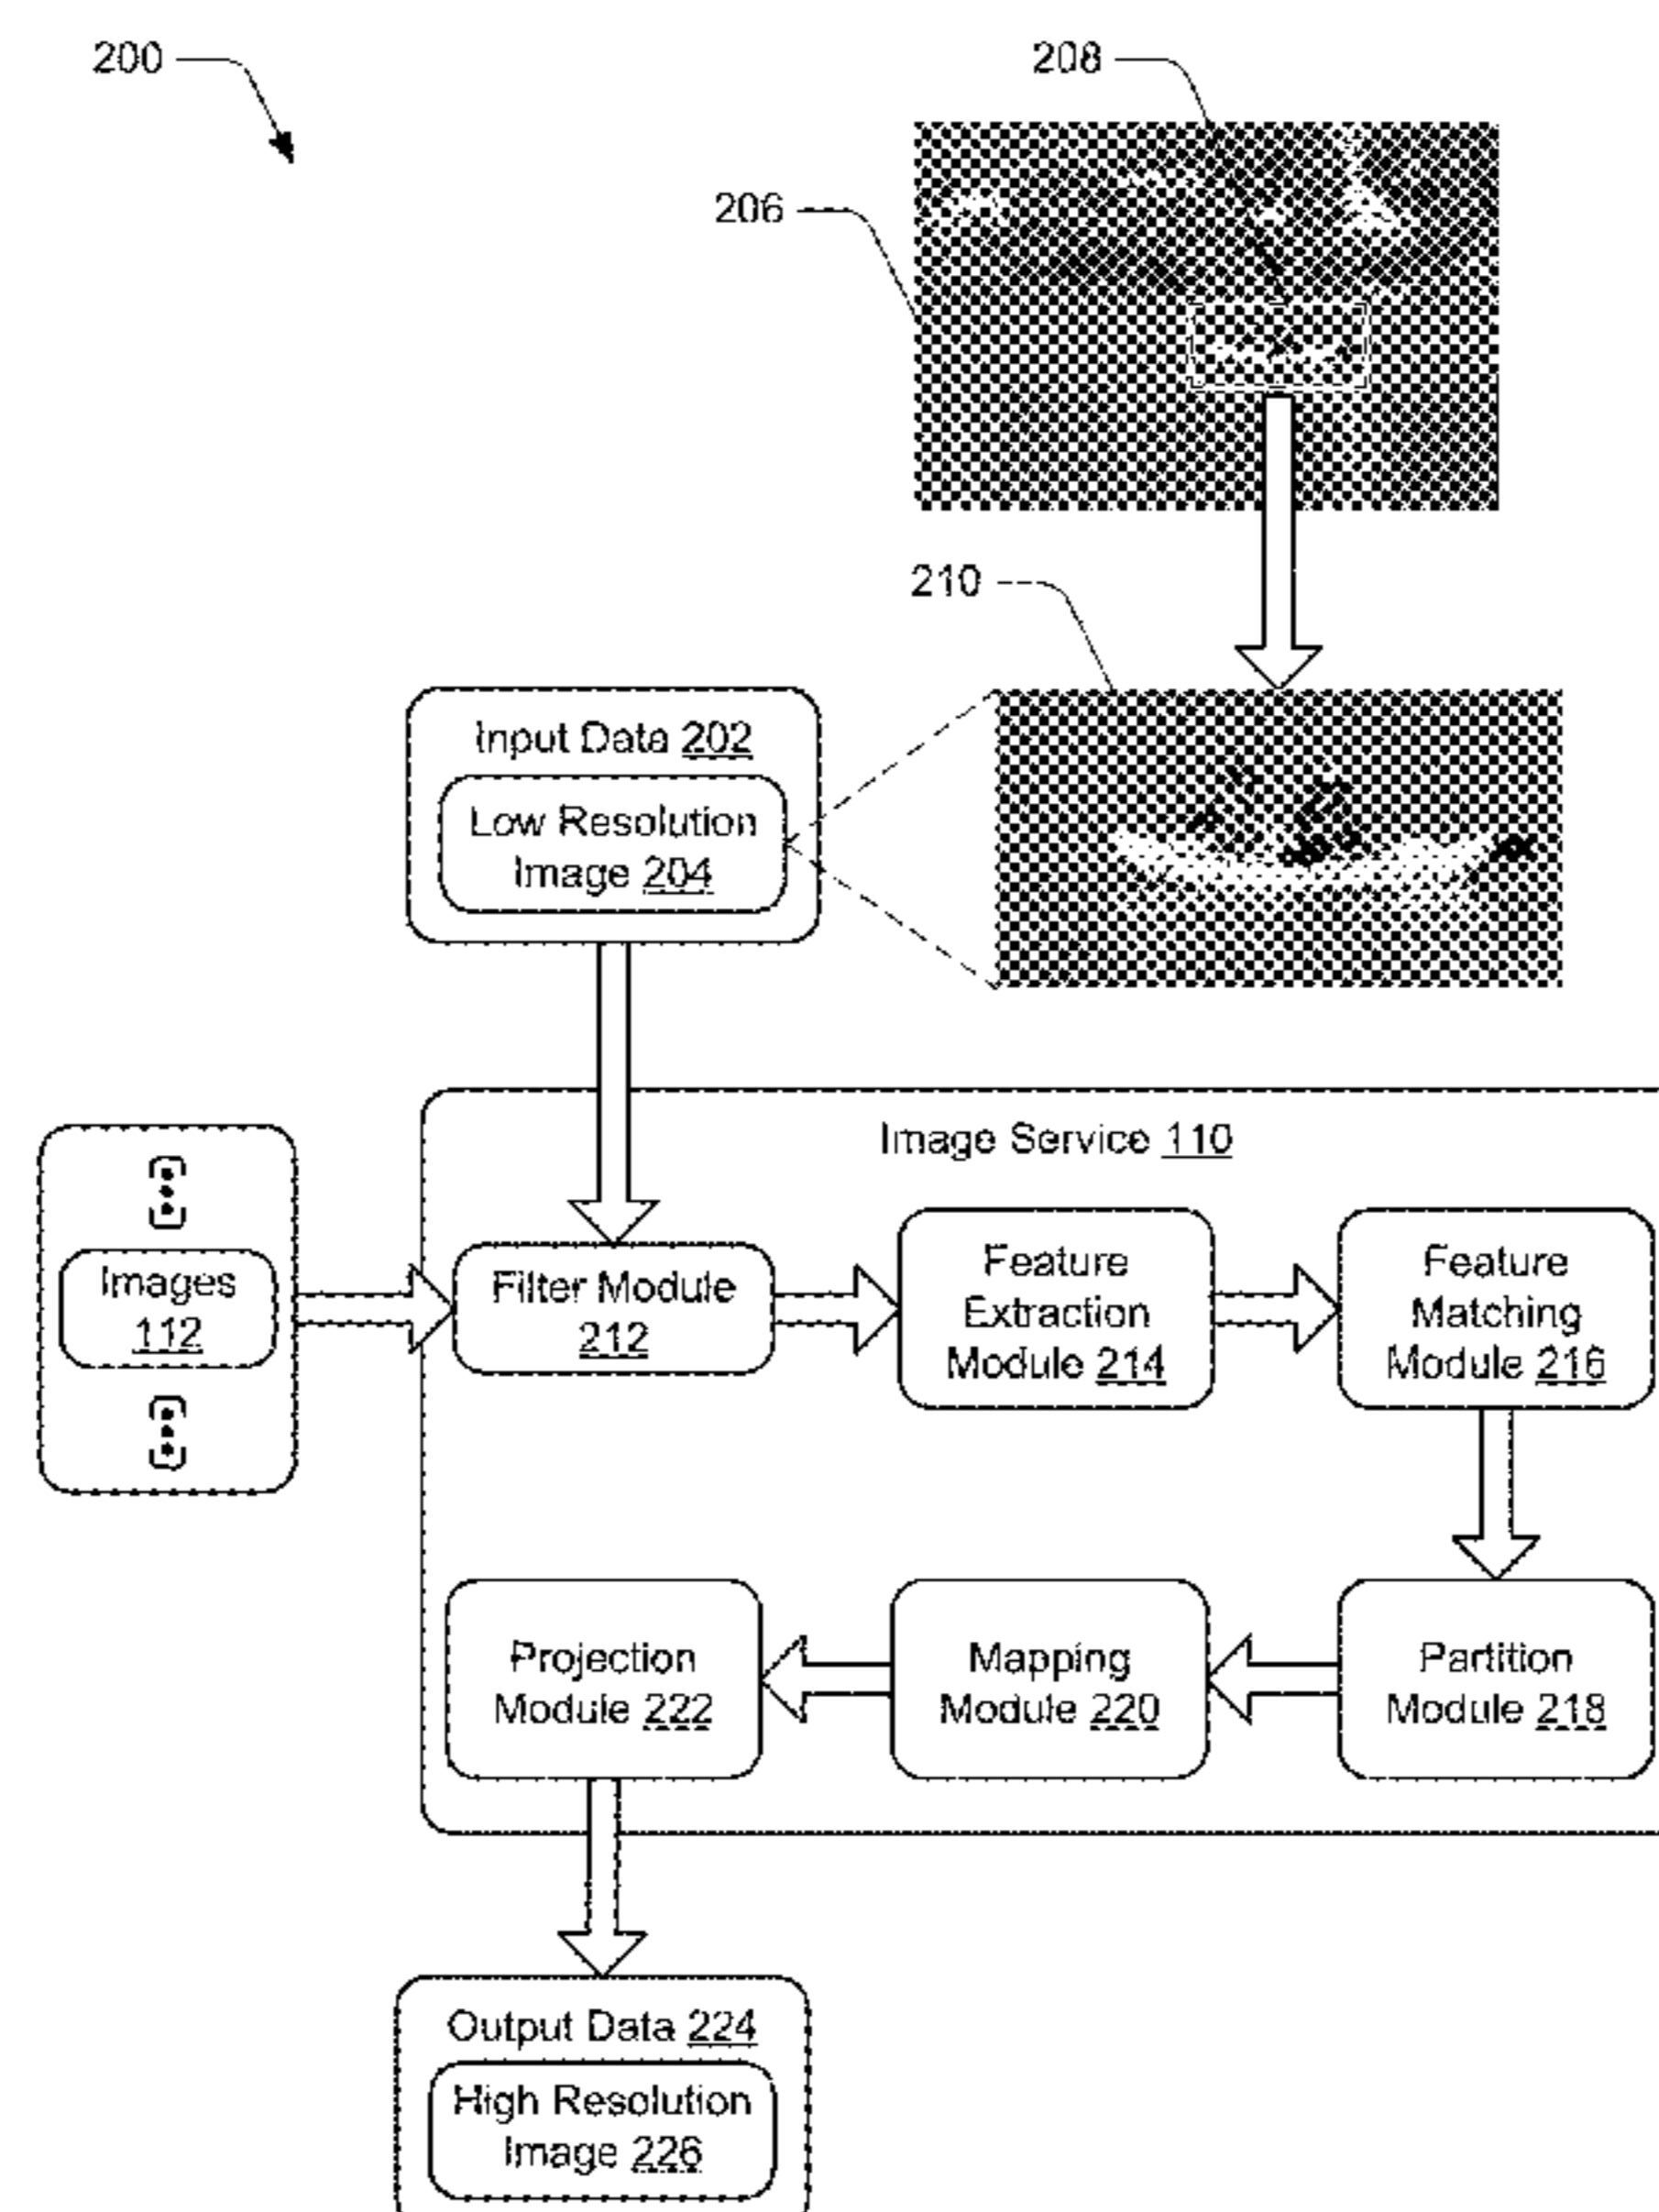 200
208
206
210
Input Data 202
Low Resolution
Image 204
Image Service 110
Images
112
Filter Module
212
Feature
Extraction
Module 214
Feature
Matching
Module 216
Projection
Module 222
Mapping
Module 220
Partition
Module 218
Output Data 224
High Resolution
Image 226